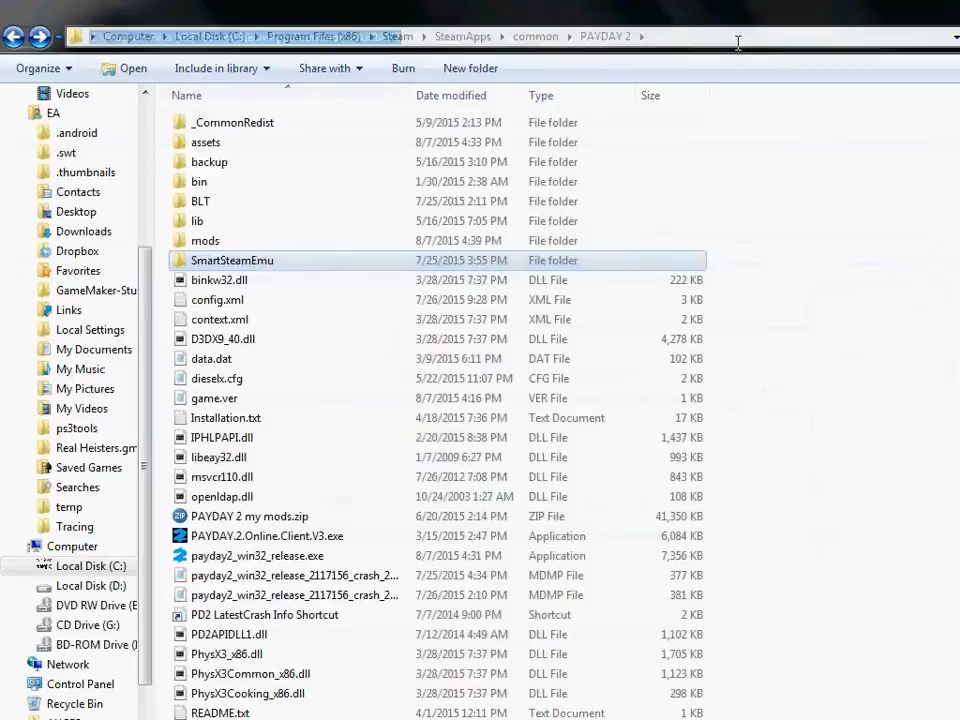 Computer Local Disk (C:) Program Files (x86) Steam SteamApps common PAYDAY 2
Organize Open Include in library Share with Burn New folder
Name Date modified Type Size
Videos
EA
.android
.swt
.thumbnails
Contacts
Desktop
Downloads
Dropbox
Favorites
GameMaker-Stu
Links
Local Settings
My Documents
My Music
My Pictures
My Videos
ps3tools
Real Heisters.gm
Saved Games
Searches
temp
Tracing
Computer
Local Disk (C:)
Local Disk (D:)
DVD RW Drive (E
CD Drive (G:)
BD-ROM Drive (
Network
Control Panel
Recycle Bin
_CommonRedist 5/9/2015 2:13 PM File folder
assets 8/7/2015 4:33 PM File folder
backup 5/16/2015 3:10 PM File folder
bin 1/30/2015 2:38 AM File folder
BLT 7/25/2015 2:11 PM File folder
lib 5/16/2015 7:05 PM File folder
mods 8/7/2015 4:39 PM File folder
SmartSteamEmu 7/25/2015 3:55 PM File folder
binkw32.dll 3/28/2015 7:37 PM DLL File 222 KB
config.xml 7/26/2015 9:28 PM XML File 3 KB
context.xml 3/28/2015 7:37 PM XML File 2 KB
D3DX9_40.dll 3/28/2015 7:37 PM DLL File 4,278 KB
data.dat 3/9/2015 6:11 PM DAT File 102 KB
dieselx.cfg 5/22/2015 11:07 PM CFG File 2 KB
game.ver 8/7/2015 4:16 PM VER File 1 KB
Installation.txt 4/18/2015 7:36 PM Text Document 17 KB
IPHLPAPI.dll 2/20/2015 8:38 PM DLL File 1,437 KB
libeay32.dll 1/7/2009 6:27 PM DLL File 993 KB
msvcr110.dll 7/26/2012 7:08 PM DLL File 843 KB
openldap.dll 10/24/2003 1:27 AM DLL File 108 KB
PAYDAY 2 my mods.zip 6/20/2015 2:14 PM ZIP File 41,350 KB
PAYDAY.2.Online.Client.V3.exe 3/15/2015 2:47 PM Application 6,084 KB
payday2_win32_release.exe 8/7/2015 4:31 PM Application 7,356 KB
payday2_win32_release_2117156_crash_2... 7/25/2015 4:34 PM MDMP File 377 KB
payday2_win32_release_2117156_crash_2... 7/26/2015 2:10 PM MDMP File 381 KB
PD2 LatestCrash Info Shortcut 7/7/2014 9:00 PM Shortcut 2 KB
PD2APIDLL1.dll 7/12/2014 4:49 AM DLL File 1,102 KB
PhysX3_x86.dll 3/28/2015 7:37 PM DLL File 1,705 KB
PhysX3Common_x86.dll 3/28/2015 7:37 PM DLL File 1,123 KB
PhysX3Cooking_x86.dll 3/28/2015 7:37 PM DLL File 298 KB
README.txt 4/1/2015 12:11 PM Text Document 1 KB